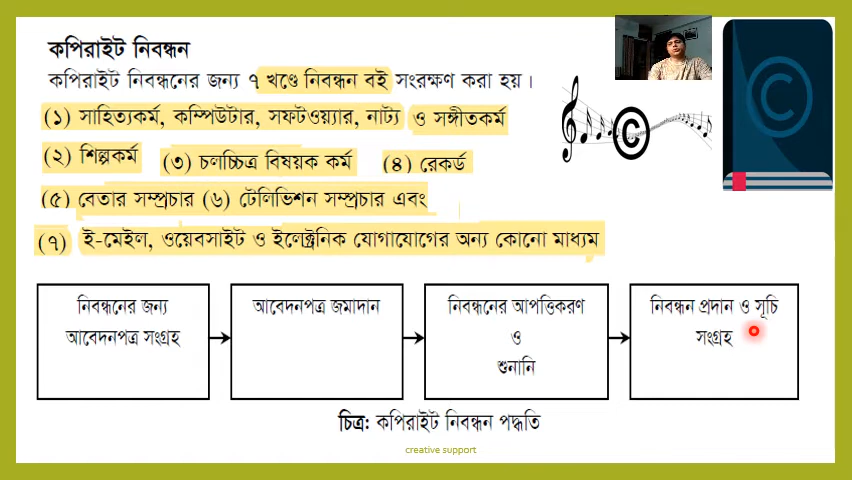 কপিরাইট নিবন্ধন
কপিরাইট নিবন্ধনের জন্য ৭ খণ্ডে নিবন্ধন বই সংরক্ষণ করা হয়।
(১) সাহিত্যকর্ম, কম্পিউটার, সফটওয়্যার, নাট্য ও সঙ্গীতকর্ম
(২) শিল্পকর্ম (৩) চলচ্চিত্র বিষয়ক কর্ম (৪) রেকর্ড
(৫) বেতার সম্প্রচার (৬) টেলিভিশন সম্প্রচার এবং
(৭) ই-মেইল, ওয়েবসাইট ও ইলেক্ট্রনিক যোগাযোগের অন্য কোনো মাধ্যম
নিবন্ধনের জন্য
আবেদনপত্র সংগ্রহ
আবেদনপত্র জমাদান
নিবন্ধনের আপত্তিকরণ
ও
শুনানি
নিবন্ধন প্রদান ও সূচি
সংগ্রহ
চিত্র: কপিরাইট নিবন্ধন পদ্ধতি
creative support